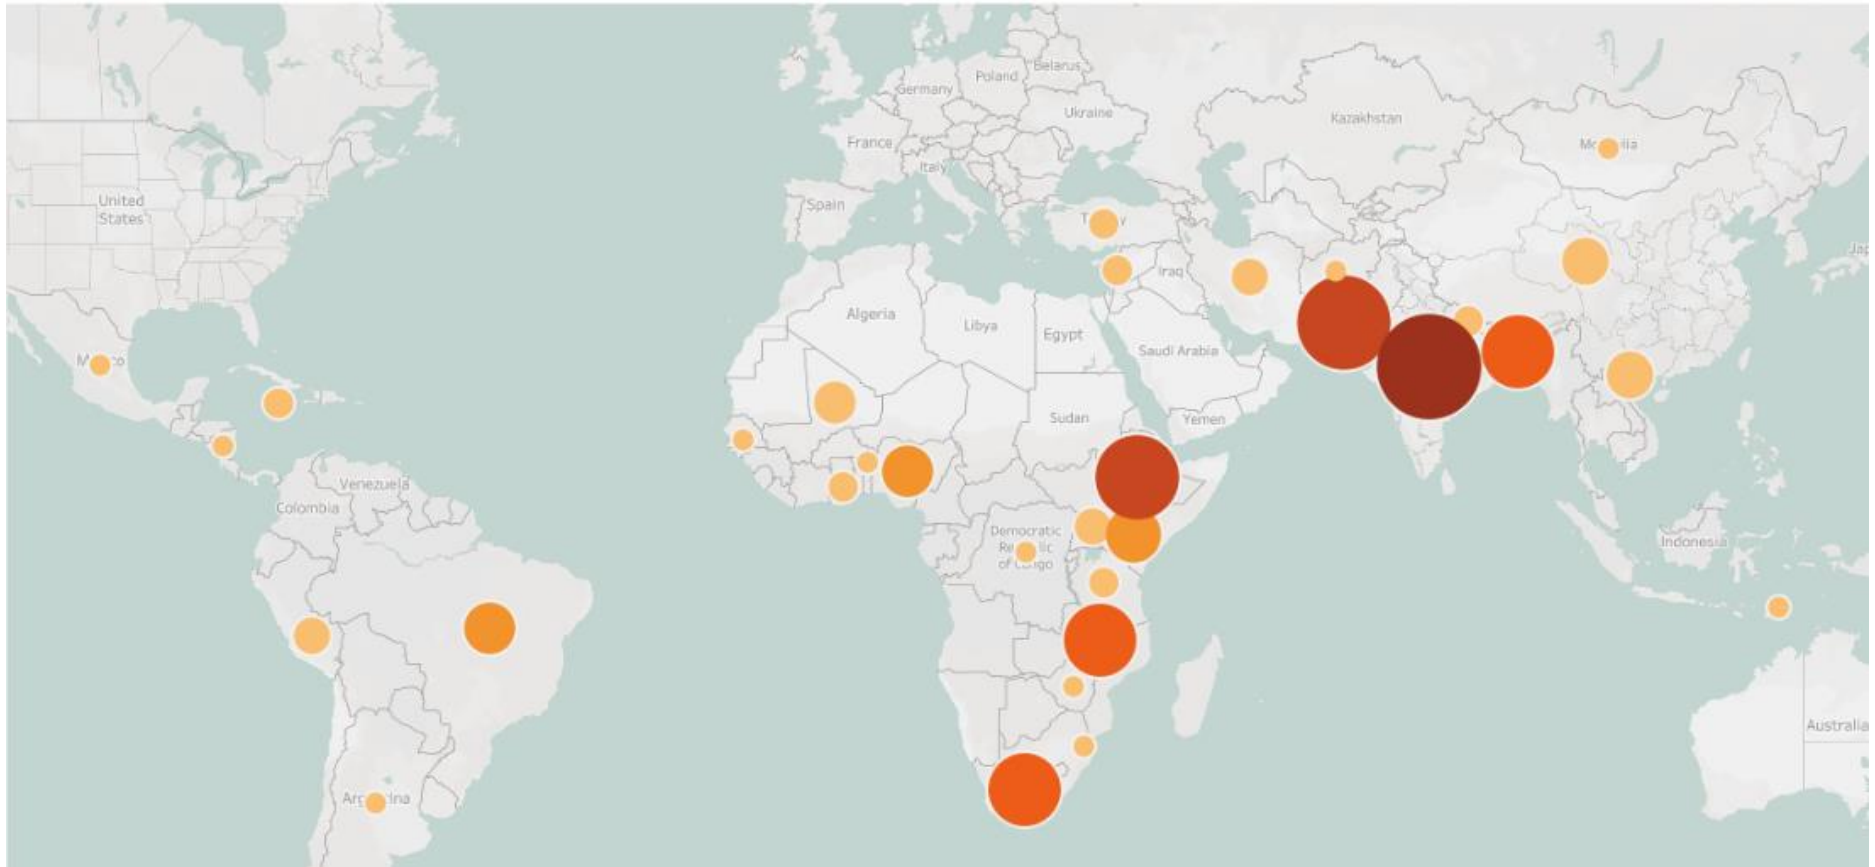 Belarus
Poland
Germany
Ukraine
Kazakhstan
France
Italy
United
States
Spain
Iraq
Algeria
Libya
Egypt
Saudi Arabia
Sudan
Yemen
Venezuela
Colombia
Democratic
Indonesia
Australia